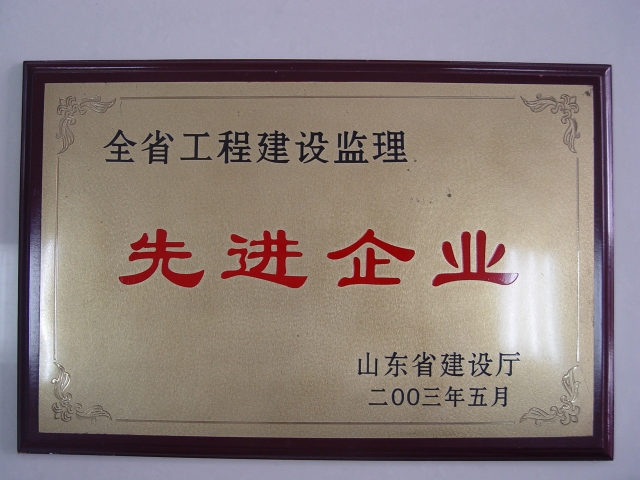 全省工程建设监理
先进企业
山东省建设厅
二00三年五月